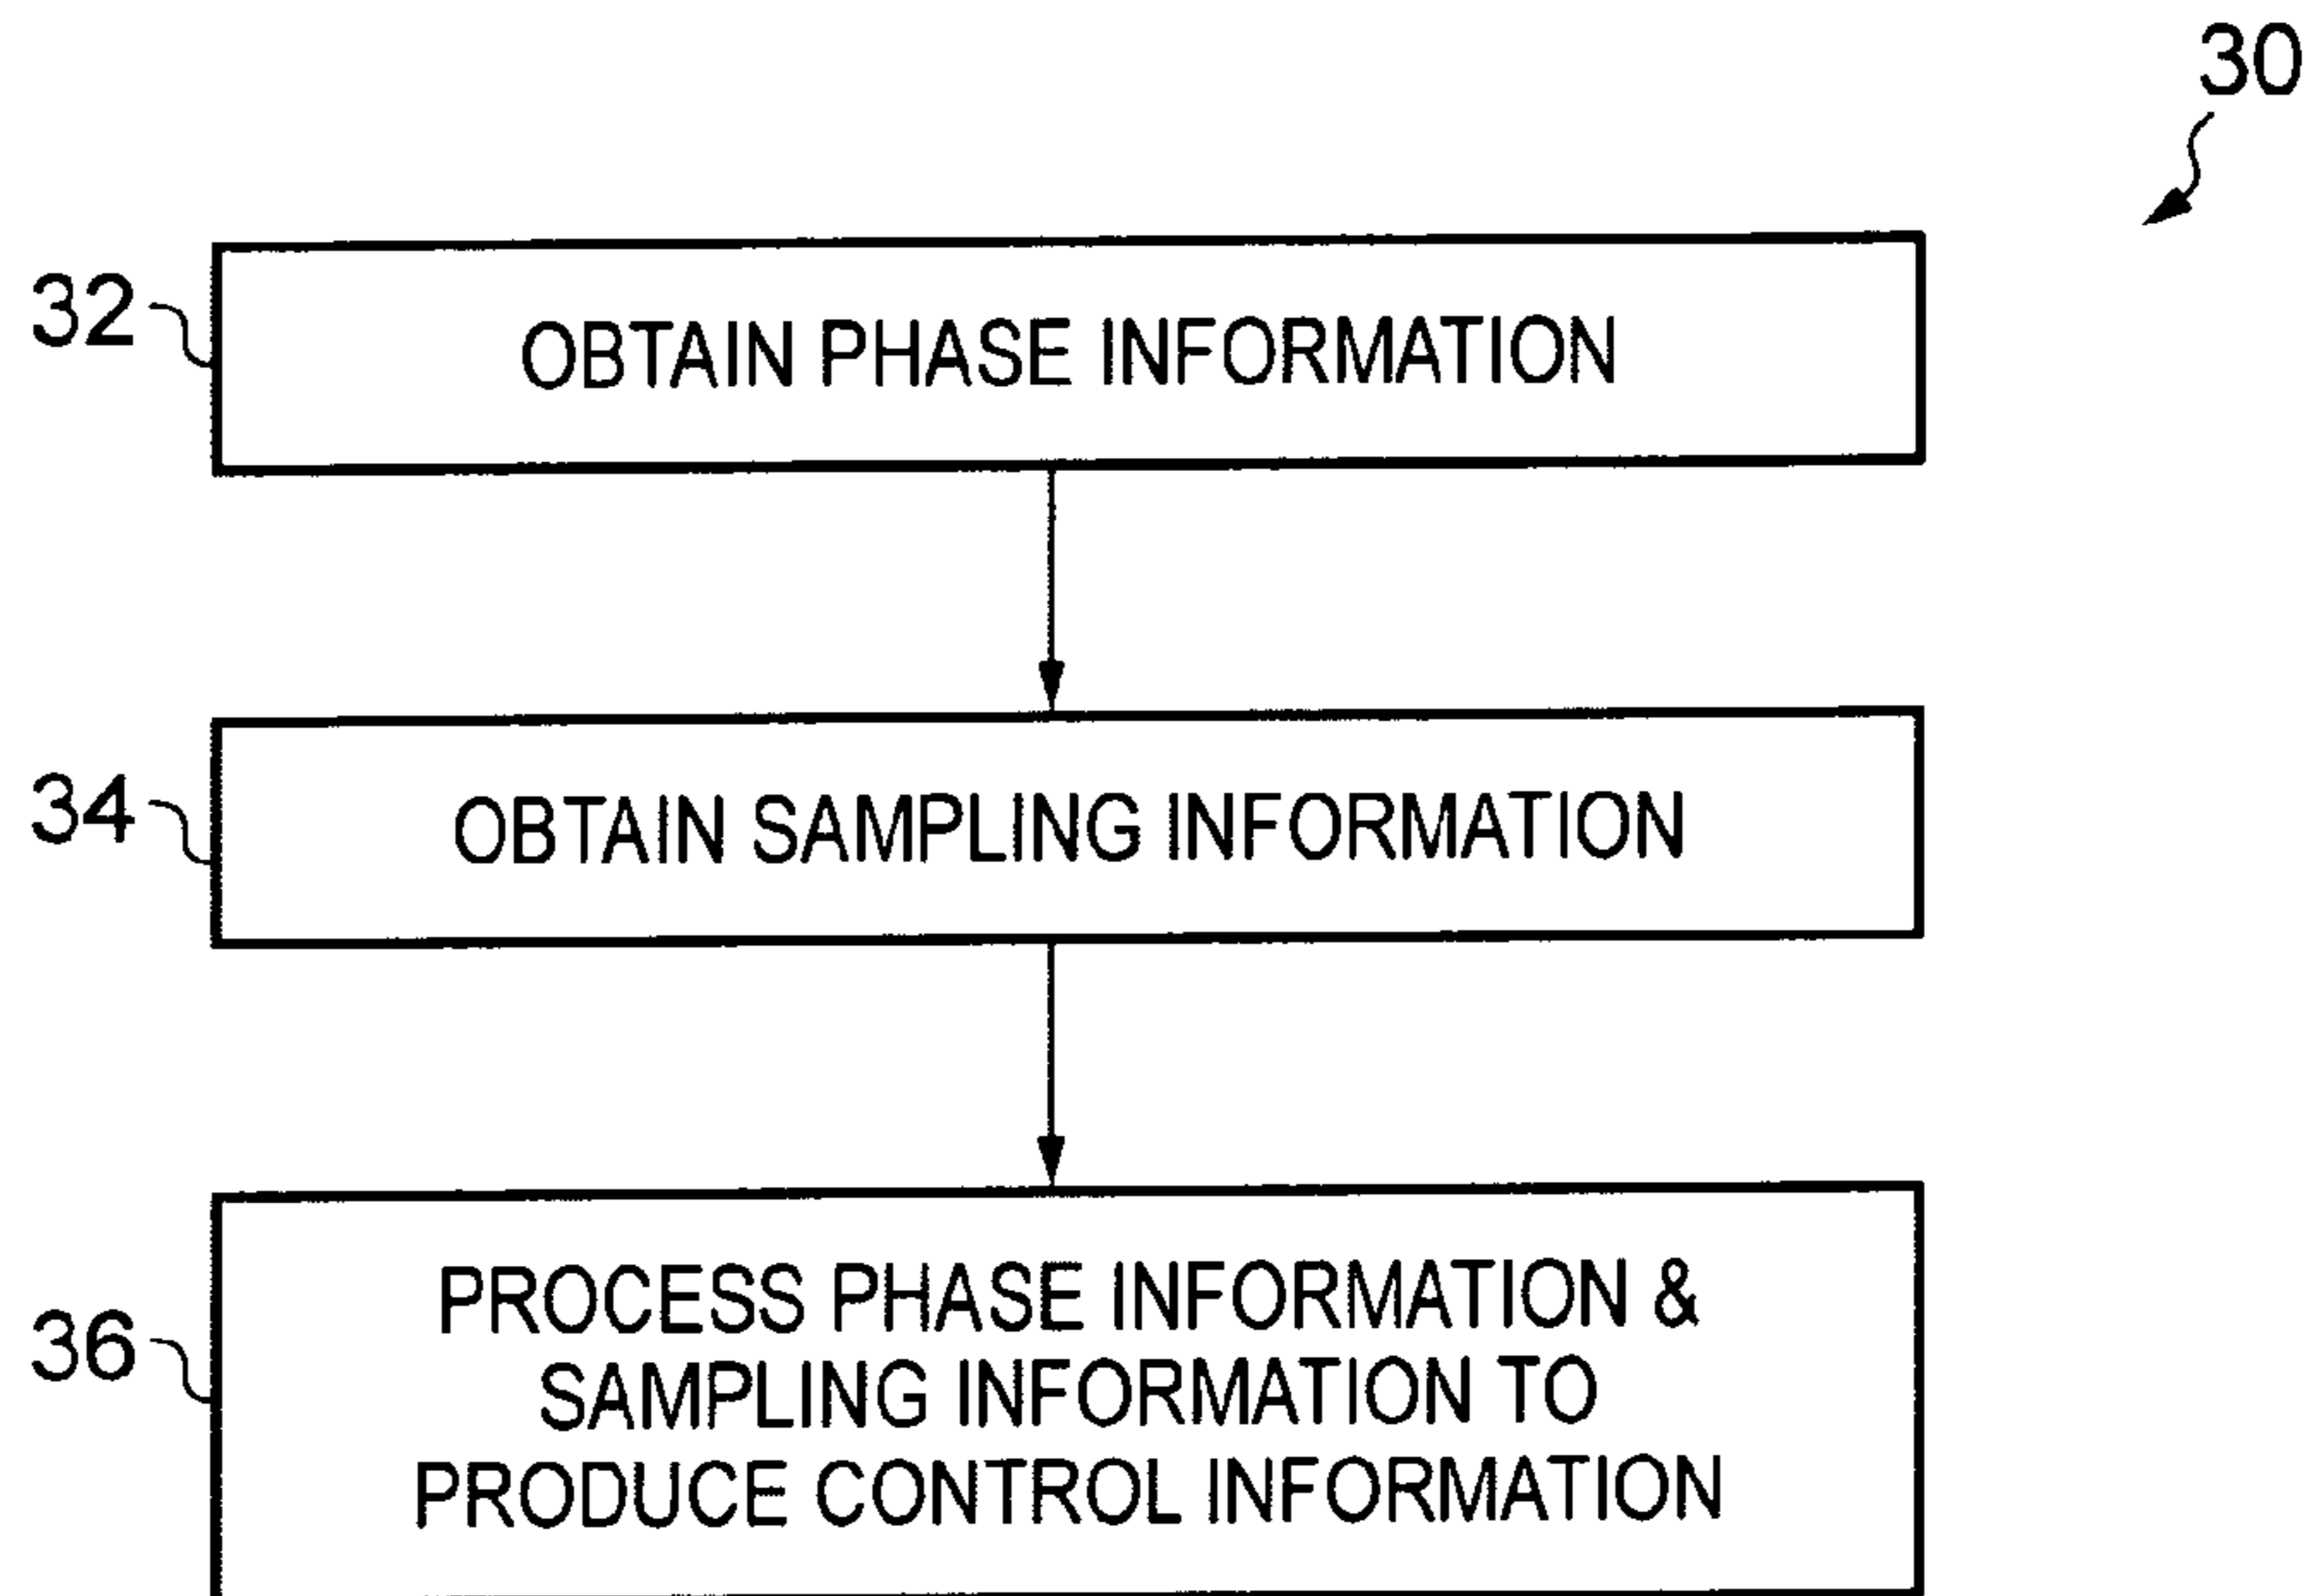 30
32
OBTAIN PHASE INFORMATION
34
OBTAIN SAMPLING INFORMATION
36
PROCESS PHASE INFORMATION &
SAMPLING INFORMATION TO
PRODUCE CONTROL INFORMATION